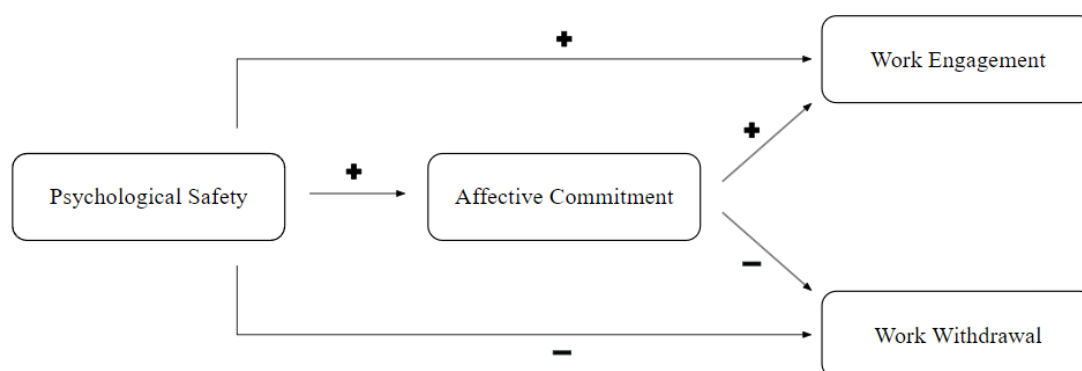 +
Work Engagement
+
+
Psychological Safety
Affective Commitment
−
Work Withdrawal
−